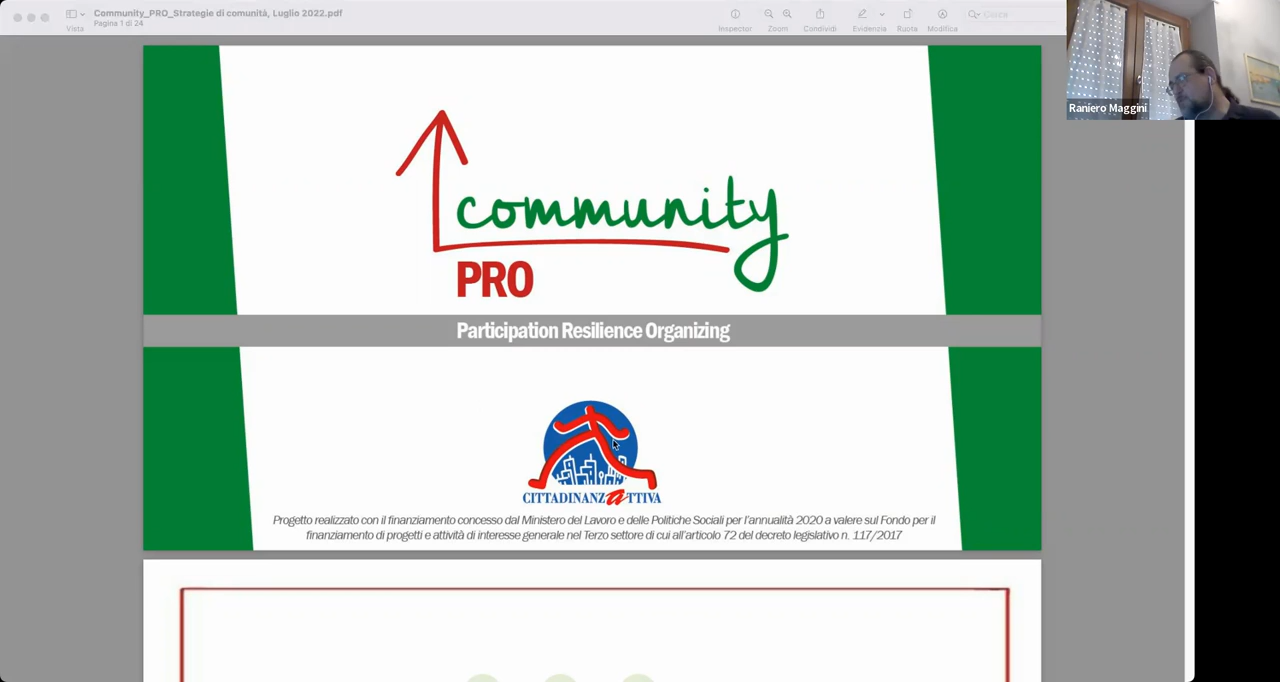 Community_PRO_Strategie di comunità, Luglio 2022.pdf
Pagina 1 di 24
Vista
Inspector
Zoom
Condividi
Evidenzia
Ruota
Modifica
Cerca
Raniero Maggini
community
PRO
Participation Resilience Organizing
CITTADINANZATTIVA
Progetto realizzato con il finanziamento concesso dal Ministero del Lavoro e delle Politiche Sociali per l'annualità 2020 a valere sul Fondo per il
finanziamento di progetti e attività di interesse generale nel Terzo settore di cui all'articolo 72 del decreto legislativo n. 117/2017